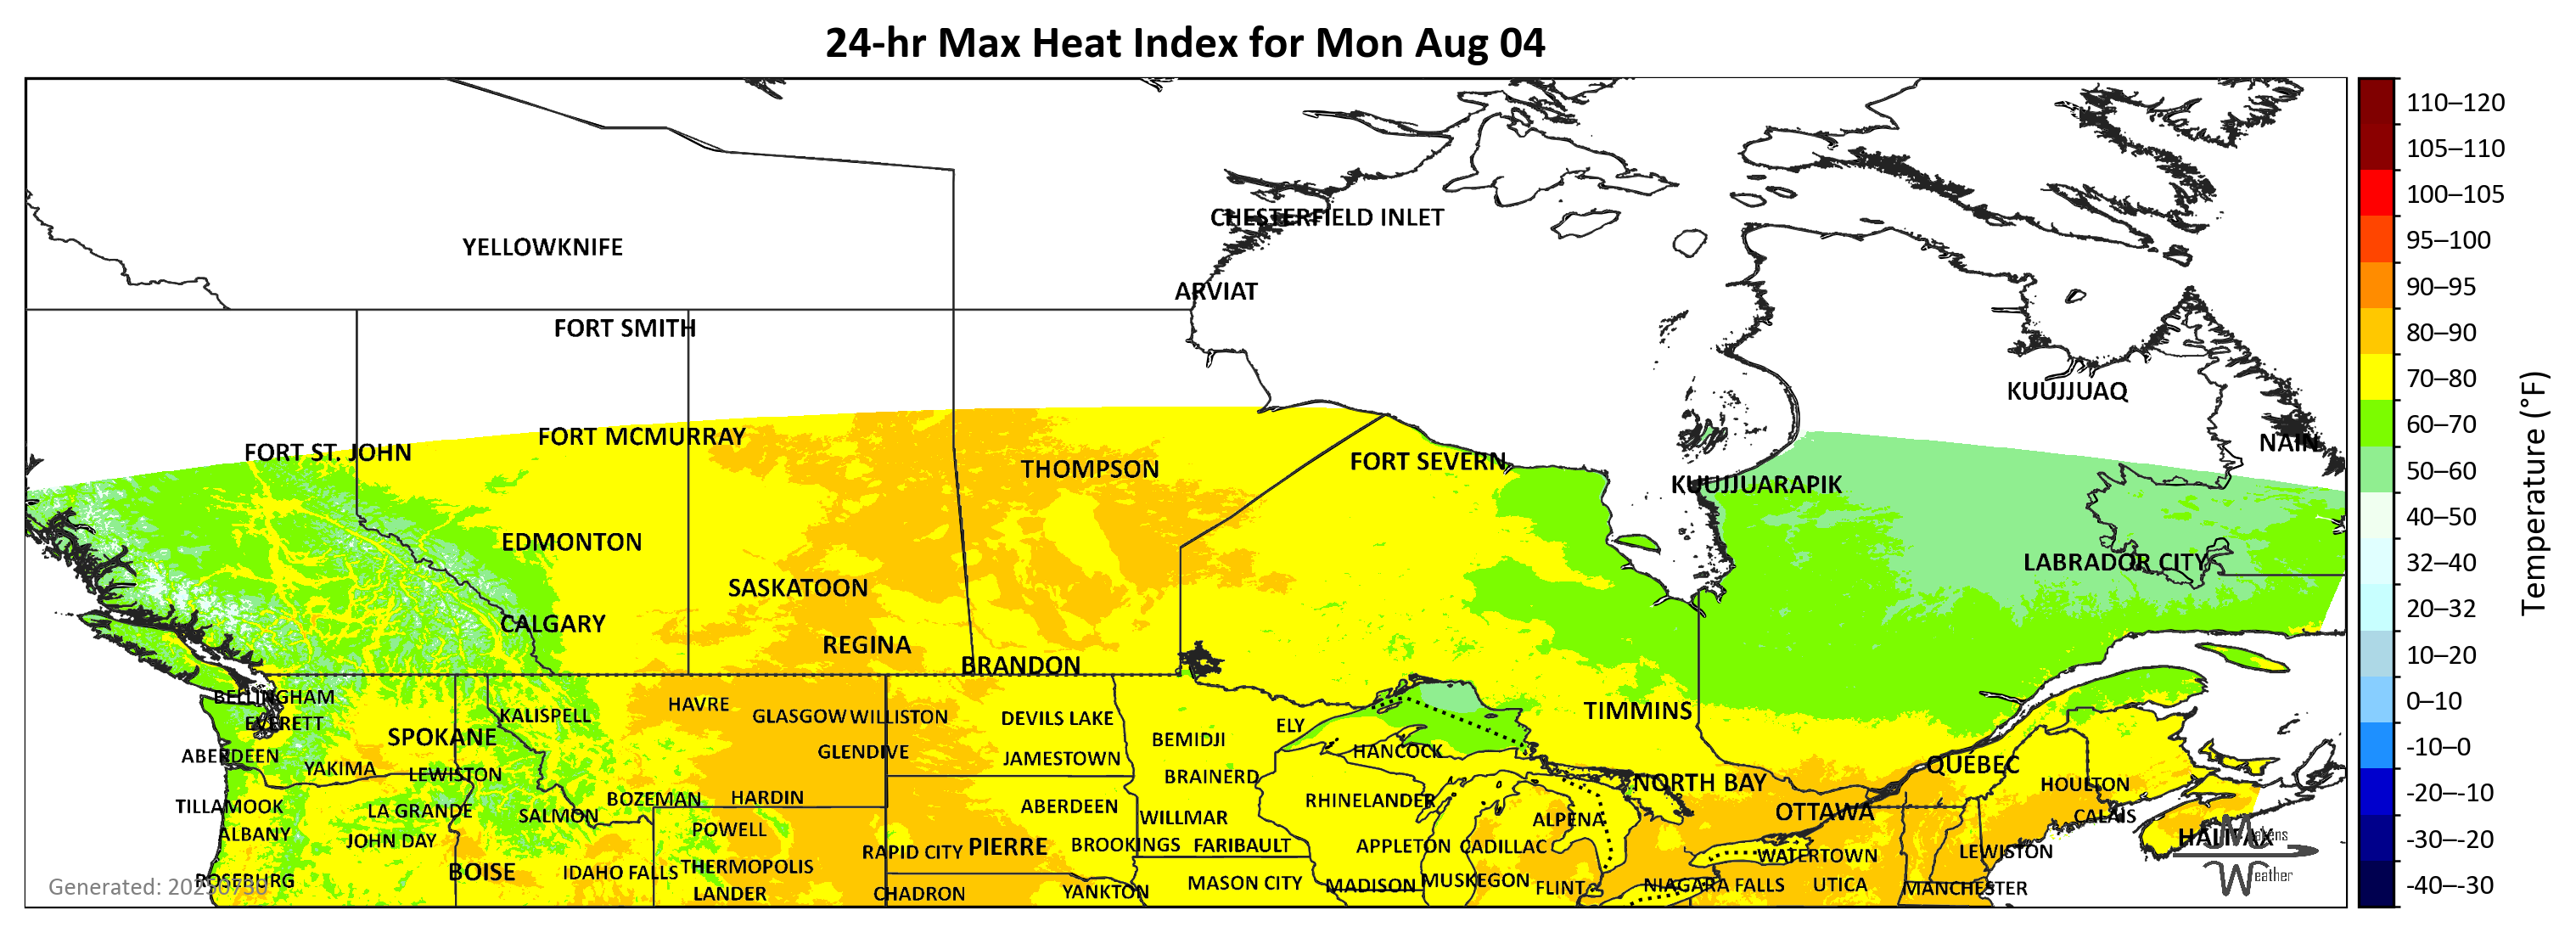 24-hr Max Heat Index for Mon Aug 04
CHESTERFIELD INLET
YELLOWKNIFE
ARVIAT
FORT SMITH
KUUJJUAQ
FORT MCMURRAY
NAIN
FORT ST. JOHN
FORT SEVERN
THOMPSON
KUUJJUARAPIK
EDMONTON
LABRADOR CITY
SASKATOON
CALGARY
REGINA
BRANDON
BELLINGHAM
HAVRE
TIMMINS
KALISPELL
GLASGOW WILLISTON
DEVILS LAKE
EVERETT
ELY
SPOKANE
BEMIDJI
GLENDIVE
HANCOCK
ABERDEEN
JAMESTOWN
QUÉBEC
YAKIMA
LEWISTON
BRAINERD
NORTH BAY
HOULTON
BOZEMAN
HARDIN
RHINELANDER
TILLAMOOK
LA GRANDE
SALMON
ABERDEEN
WILLMAR
ALPENA
OTTAWA
CALAIS
ALBANY
JOHN DAY
POWELL
HALIFAX
RAPID CITY
PIERRE
BROOKINGS
FARIBAULT
APPLETON
CADILLAC
WATERTOWN
LEWISTON
BOISE
IDAHO FALLS
THERMOPOLIS
ROSEBURG
MASON CITY
MADISON
MUSKEGON
FLINT
NIAGARA FALLS
UTICA
MANCHESTER
LANDER
CHADRON
YANKTON
Generated: 20250730
Makens
Weather
110–120
105–110
100–105
95–100
90–95
80–90
70–80
60–70
50–60
40–50
32–40
20–32
10–20
0–10
-10–0
-20–-10
-30–-20
-40–-30
Temperature (°F)